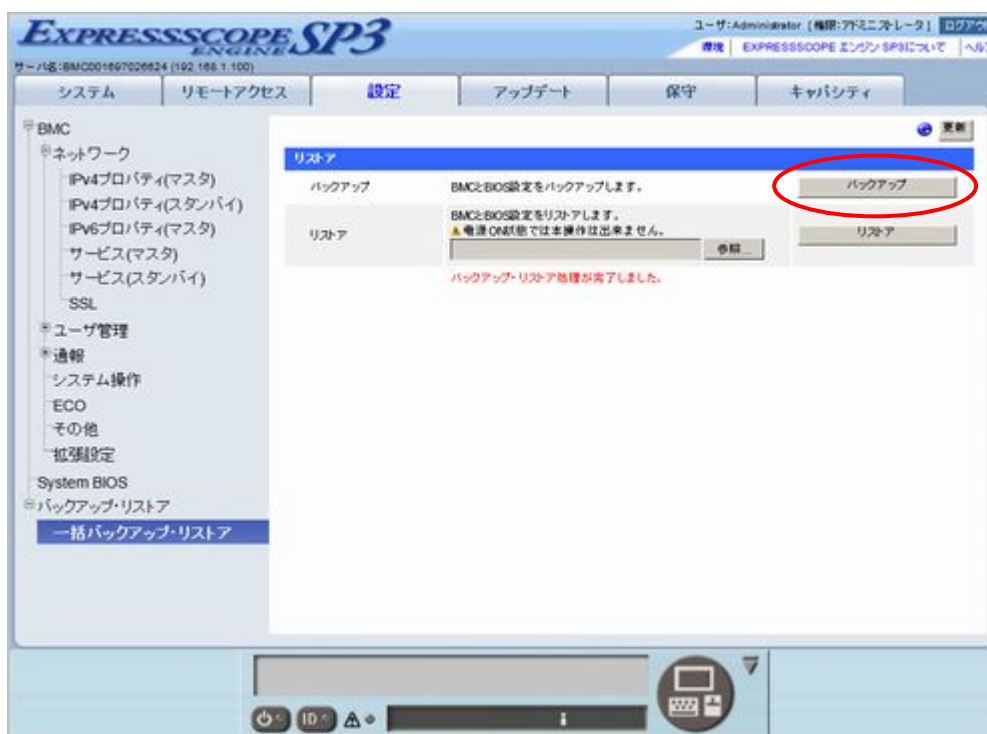 EXPRESSSCOPE
ENGINE SP3
ユーザ:Administrator [権限:アドミニストレータ] ログアウ
環境 EXPRESSSCOPE エンジン SP3について ヘル
サーバ名:BMC001697026624 (192.168.1.100)
システム リモートアクセス 設定 アップデート 保守 キャパシティ
更新
BMC
ネットワーク
IPv4プロパティ(マスタ)
IPv4プロパティ(スタンバイ)
IPv6プロパティ(マスタ)
サービス(マスタ)
サービス(スタンバイ)
SSL
ユーザ管理
通報
システム操作
ECO
その他
拡張設定
System BIOS
バックアップ・リストア
一括バックアップ・リストア
リストア
バックアップ BMCとBIOS設定をバックアップします。 バックアップ
リストア BMCとBIOS設定をリストアします。 リストア
電源 ON状態では本操作は出来ません。
参照...
バックアップ・リストア処理が完了しました。
ID